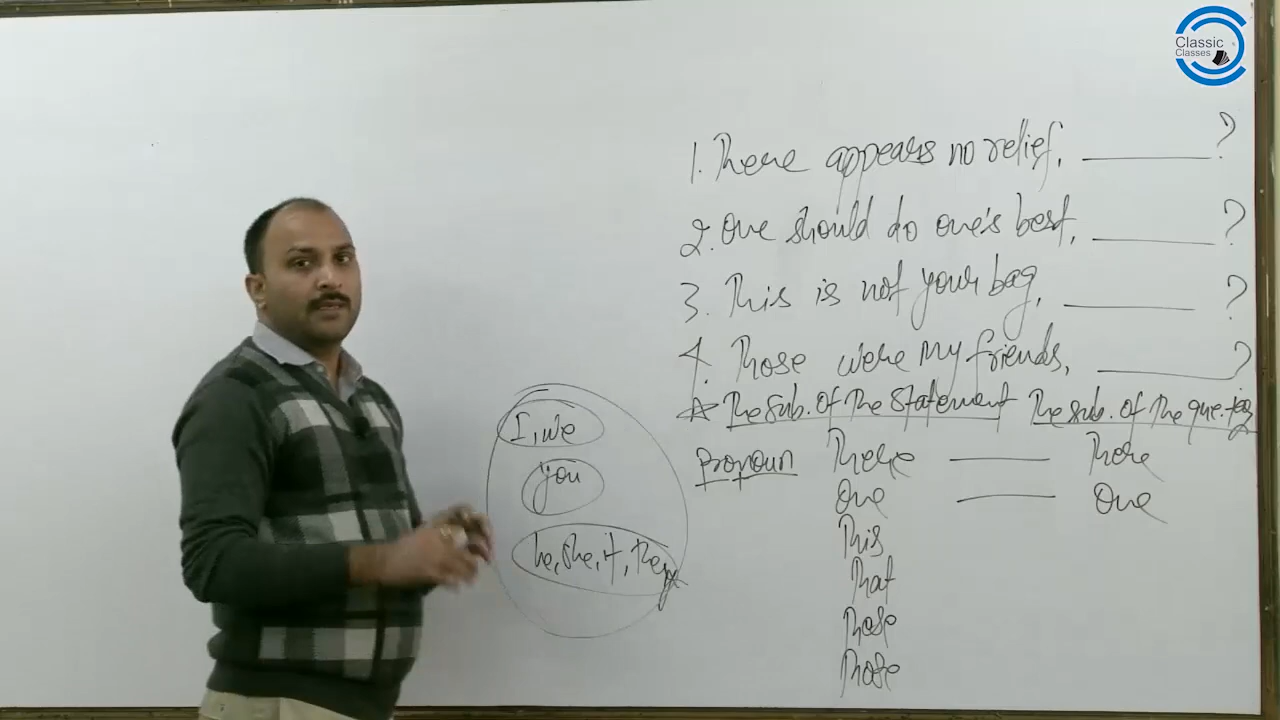 Classic
Classes
1. There appears no relief, ______?
2. One should do one's best, ______?
3. This is not your bag, ______?
4. Those were my friends, ______?
☆ The sub. of the statement The sub. of the que. tag
Pronoun There —— There
One —— One
This
That
These
Those
I, we
you
he, she, it, they